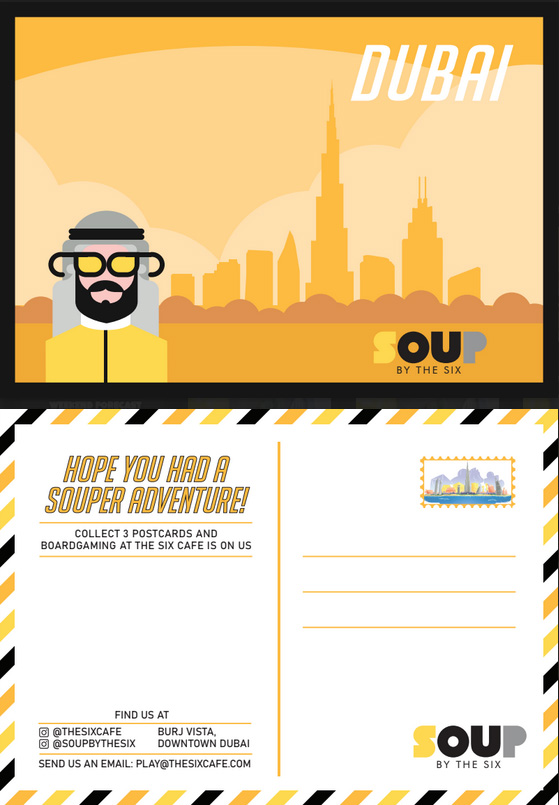 DUBAI
SOUP
BY THE SIX
HOPE YOU HAD A
SOUPER ADVENTURE!
COLLECT 3 POSTCARDS AND
BOARDGAMING AT THE SIX CAFE IS ON US
FIND US AT
@THESIXCAFE
@SOUPBYTHESIX
BURJ VISTA,
DOWNTOWN DUBAI
SEND US AN EMAIL: PLAY@THESIXCAFE.COM
SOUP
BY THE SIX